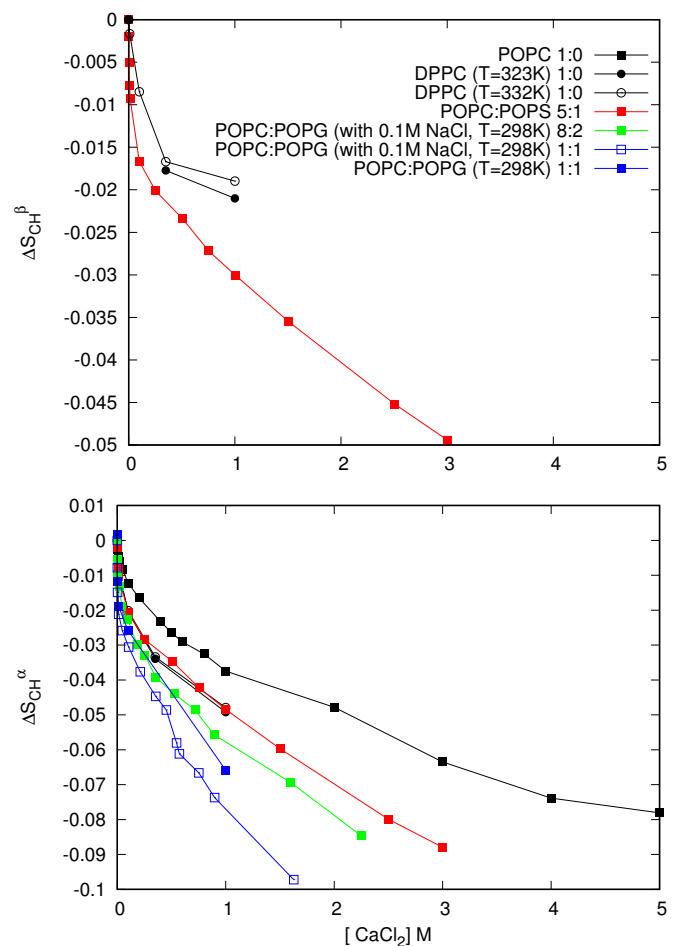 0
-0.005
-0.01
-0.015
-0.02
-0.025
-0.03
-0.035
-0.04
-0.045
-0.05
ΔS_CH^β
POPC 1:0
DPPC (T=323K) 1:0
DPPC (T=332K) 1:0
POPC:POPS 5:1
POPC:POPG (with 0.1M NaCl, T=298K) 8:2
POPC:POPG (with 0.1M NaCl, T=298K) 1:1
POPC:POPG (T=298K) 1:1
0 1 2 3 4 5
0.01
0
-0.01
-0.02
-0.03
-0.04
-0.05
-0.06
-0.07
-0.08
-0.09
-0.1
ΔS_CH^α
0 1 2 3 4 5
[ CaCl₂] M